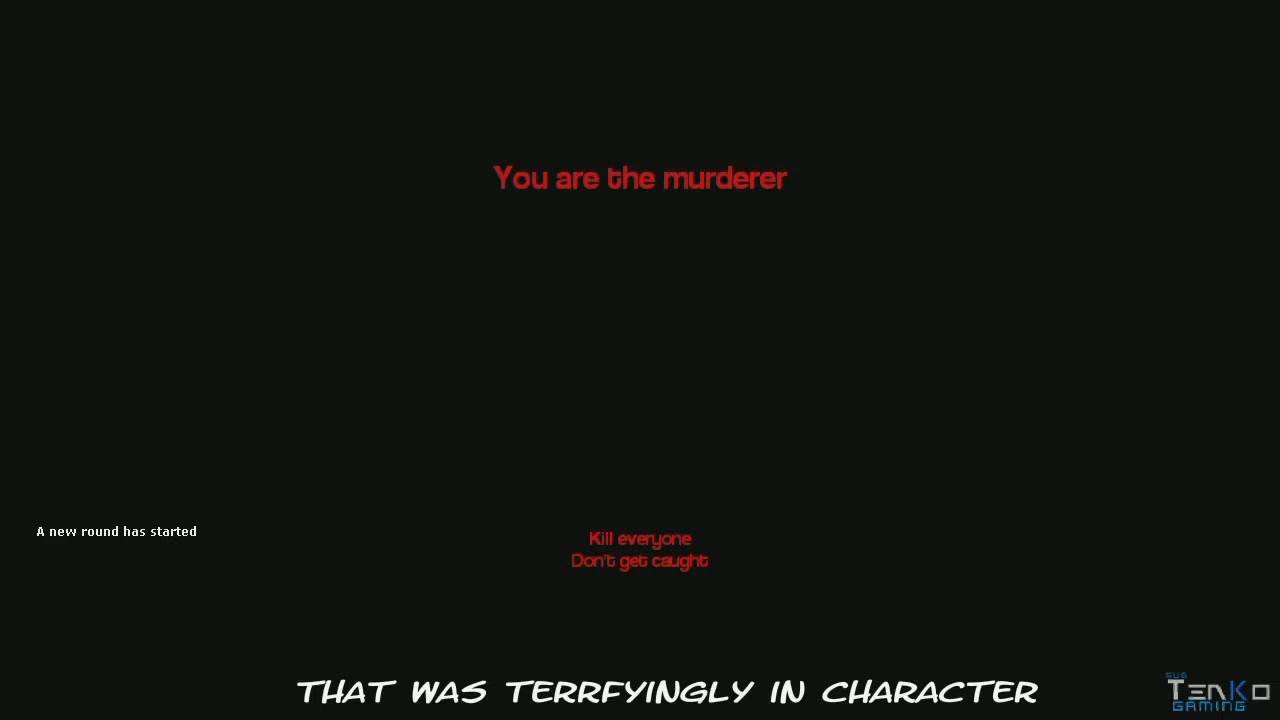 You are the murderer
A new round has started
Kill everyone
Don't get caught
THAT WAS TERRFYINGLY IN CHARACTER
SUB
TENKO
GAMING